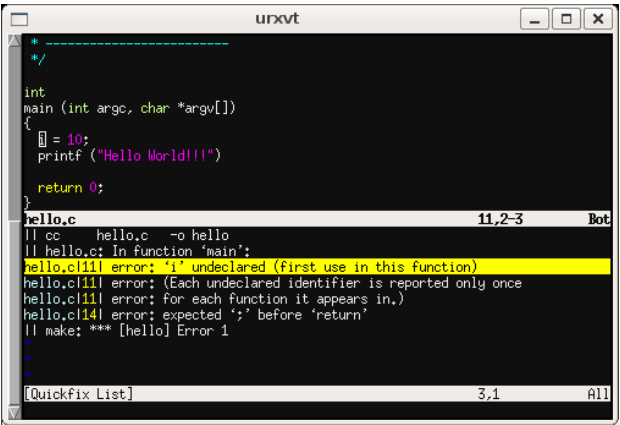 urxvt
* -------------------------
*/
int
main (int argc, char *argv[])
{
i = 10;
printf ("Hello World!!!")
return 0;
}
hello.c 11,2-3 Bot
|| cc hello.c -o hello
|| hello.c: In function ‘main’:
hello.c|11| error: ‘i’ undeclared (first use in this function)
hello.c|11| error: (Each undeclared identifier is reported only once
hello.c|11| error: for each function it appears in.)
hello.c|14| error: expected ‘;’ before ‘return’
|| make: *** [hello] Error 1
~
~
~
[Quickfix List] 3,1 All